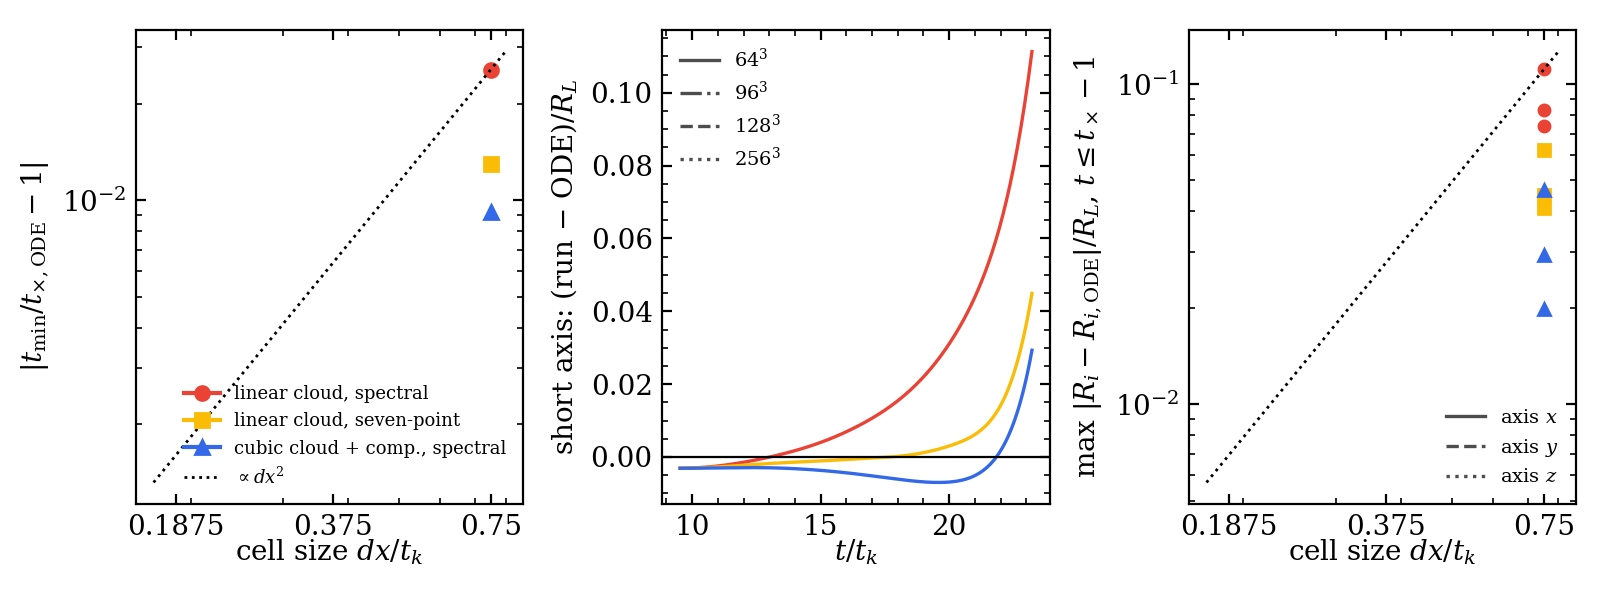 |t_min/t_×,ODE − 1|
10⁻²
linear cloud, spectral
linear cloud, seven-point
cubic cloud + comp., spectral
∝ dx²
0.1875 0.375 0.75
cell size dx/t_k
short axis: (run − ODE)/R_L
0.10
0.08
0.06
0.04
0.02
0.00
64³
96³
128³
256³
10 15 20
t/t_k
max |R_i − R_i,ODE|/R_L, t ≤ t_× − 1
10⁻¹
10⁻²
axis x
axis y
axis z
0.1875 0.375 0.75
cell size dx/t_k